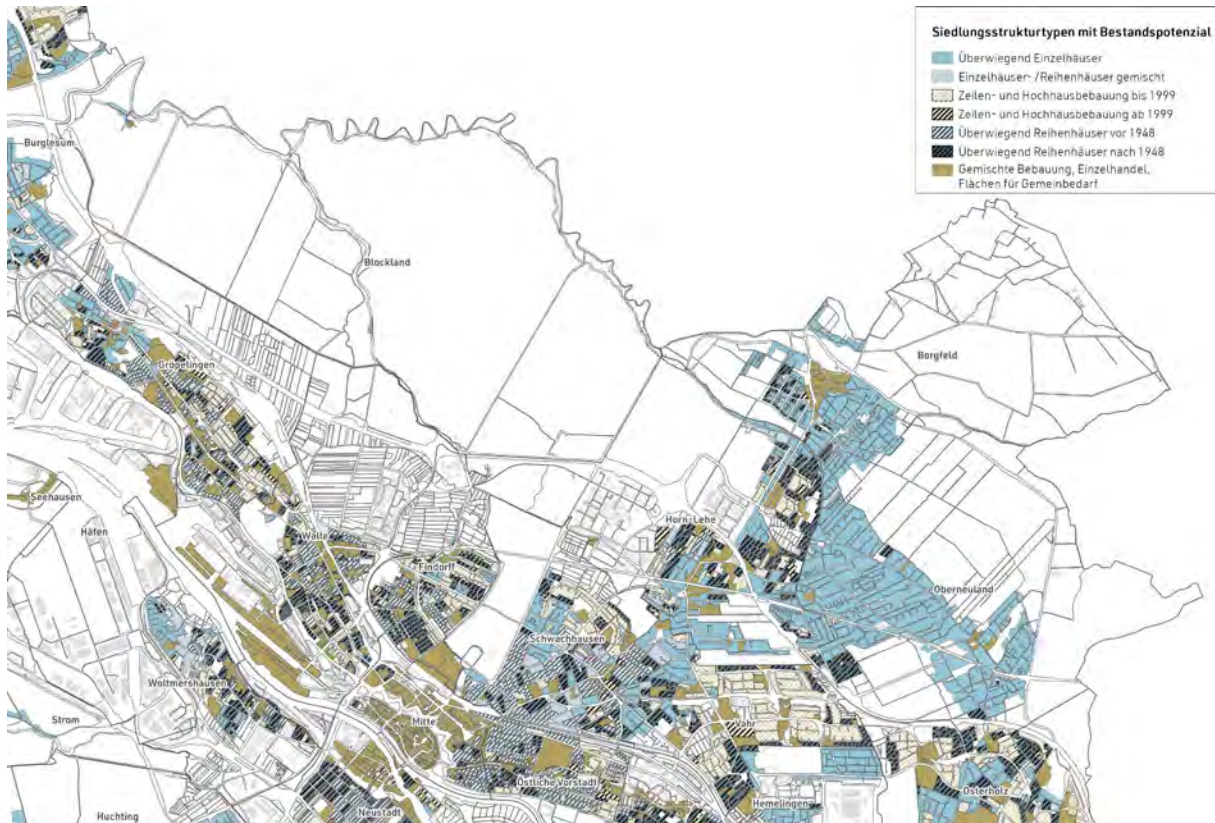 Siedlungsstrukturtypen mit Bestandspotenzial
Überwiegend Einzelhäuser
Einzelhäuser- /Reihenhäuser gemischt
Zeilen- und Hochhausbebauung bis 1999
Zeilen- und Hochhausbebauung ab 1999
Überwiegend Reihenhäuser vor 1948
Überwiegend Reihenhäuser nach 1948
Gemischte Bebauung, Einzelhandel,
Flächen für Gemeinbedarf
Burglesum
Blockland
Borgfeld
Gröpelingen
Seehausen
Häfen
Horn-Lehe
Walle
Findorff
Oberneuland
Schwachhausen
Woltmershausen
Strom
Mitte
Vahr
Östliche Vorstadt
Osterholz
Hemelingen
Neustadt
Huchting